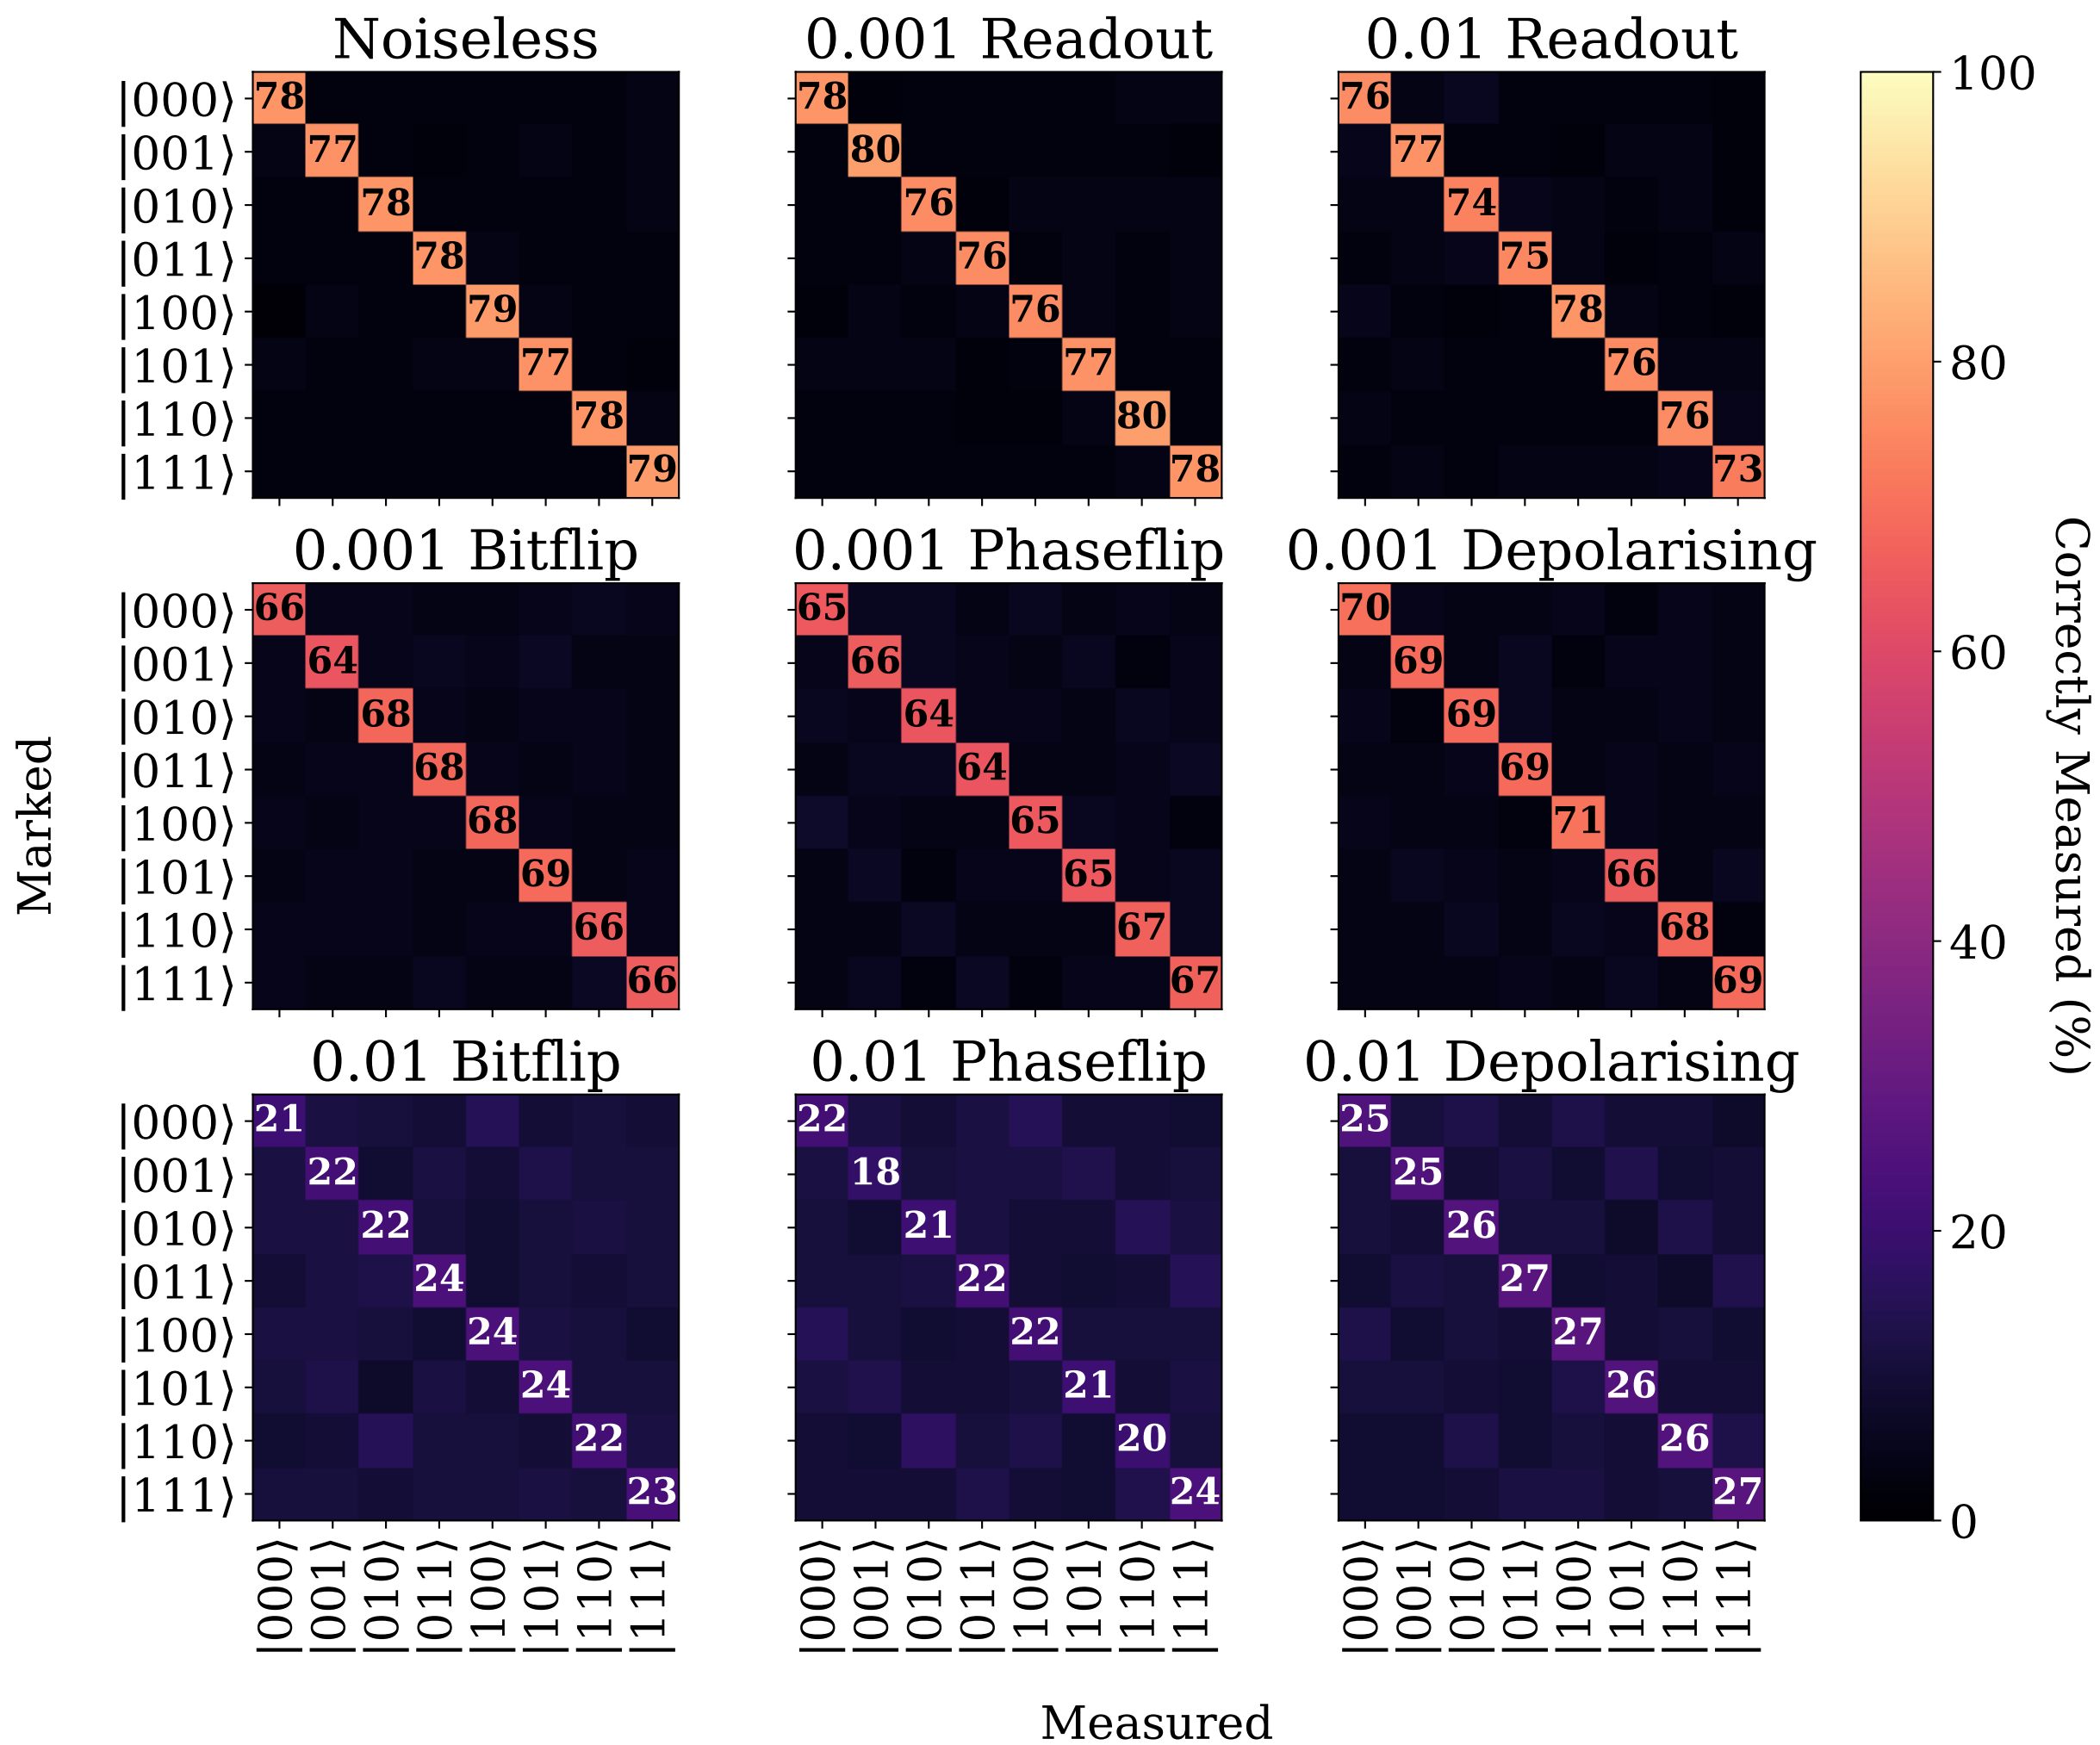 Noiseless
0.001 Readout
0.01 Readout
100
80
60
40
20
0
Correctly Measured (%)
Marked
|000⟩ 78 78 76
|001⟩ 77 80 77
|010⟩ 78 76 74
|011⟩ 78 76 75
|100⟩ 79 76 78
|101⟩ 77 77 76
|110⟩ 78 80 76
|111⟩ 79 78 73
0.001 Bitflip
0.001 Phaseflip
0.001 Depolarising
|000⟩ 66 65 70
|001⟩ 64 66 69
|010⟩ 68 64 69
|011⟩ 68 64 69
|100⟩ 68 65 71
|101⟩ 69 65 66
|110⟩ 66 67 68
|111⟩ 66 67 69
0.01 Bitflip
0.01 Phaseflip
0.01 Depolarising
|000⟩ 21 22 25
|001⟩ 22 18 25
|010⟩ 22 21 26
|011⟩ 24 22 27
|100⟩ 24 22 27
|101⟩ 24 21 26
|110⟩ 22 20 26
|111⟩ 23 24 27
|000⟩ |001⟩ |010⟩ |011⟩ |100⟩ |101⟩ |110⟩ |111⟩
|000⟩ |001⟩ |010⟩ |011⟩ |100⟩ |101⟩ |110⟩ |111⟩
|000⟩ |001⟩ |010⟩ |011⟩ |100⟩ |101⟩ |110⟩ |111⟩
Measured